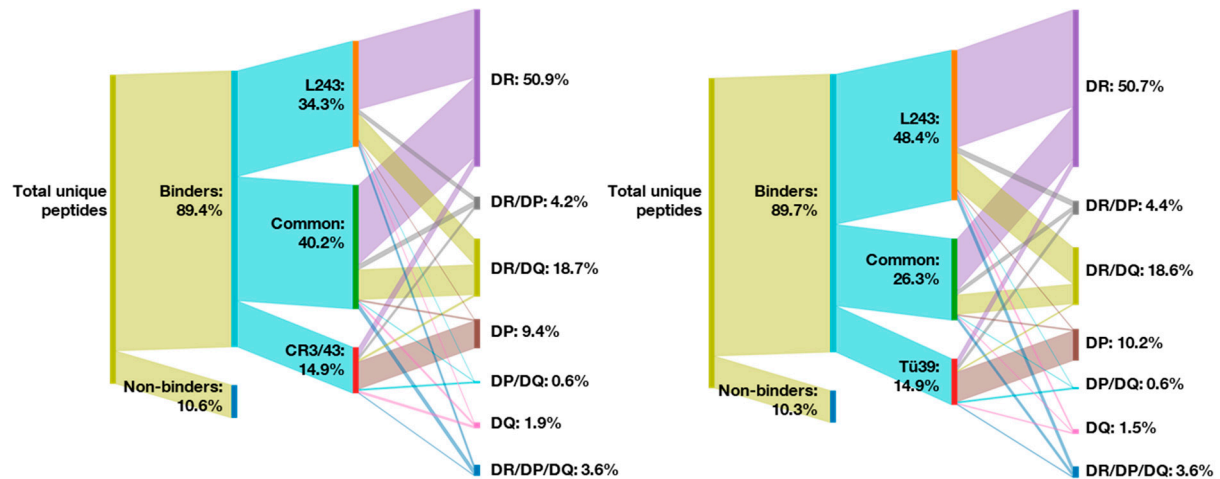 Total unique
peptides
Binders:
89.4%
Non-binders:
10.6%
L243:
34.3%
Common:
40.2%
CR3/43:
14.9%
DR: 50.9%
DR/DP: 4.2%
DR/DQ: 18.7%
DP: 9.4%
DP/DQ: 0.6%
DQ: 1.9%
DR/DP/DQ: 3.6%
Total unique
peptides
Binders:
89.7%
Non-binders:
10.3%
L243:
48.4%
Common:
26.3%
Tü39:
14.9%
DR: 50.7%
DR/DP: 4.4%
DR/DQ: 18.6%
DP: 10.2%
DP/DQ: 0.6%
DQ: 1.5%
DR/DP/DQ: 3.6%